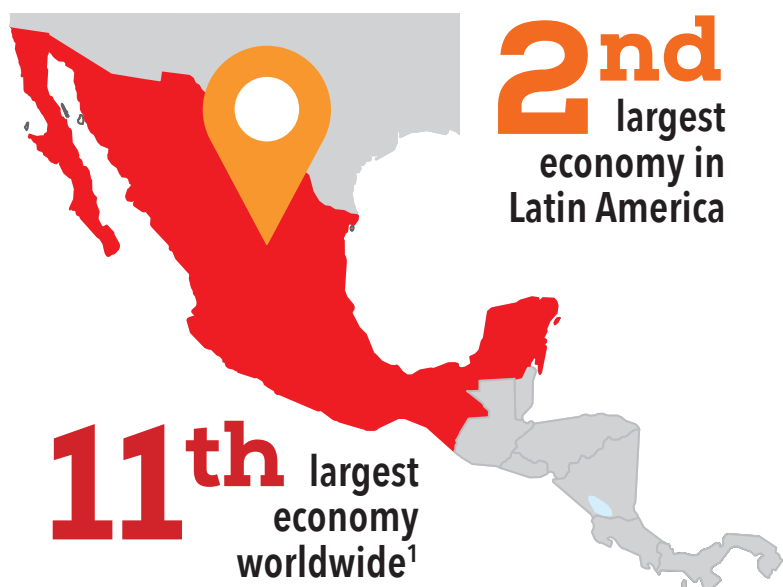 2nd
largest
economy in
Latin America
11th largest
economy
worldwide¹